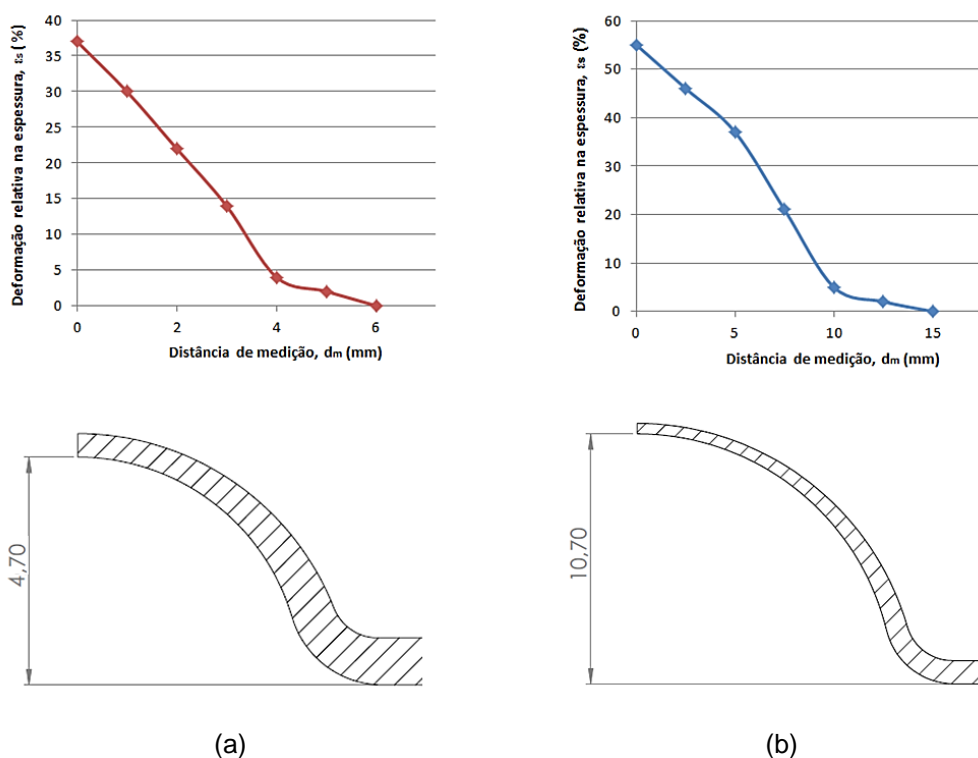 Deformação relativa na espessura, εs (%)
40
35
30
25
20
15
10
5
0
0 2 4 6
Distância de medição, dm (mm)
Deformação relativa na espessura, εs (%)
60
50
40
30
20
10
0
0 5 10 15
Distância de medição, dm (mm)
4,70
10,70
(a)
(b)